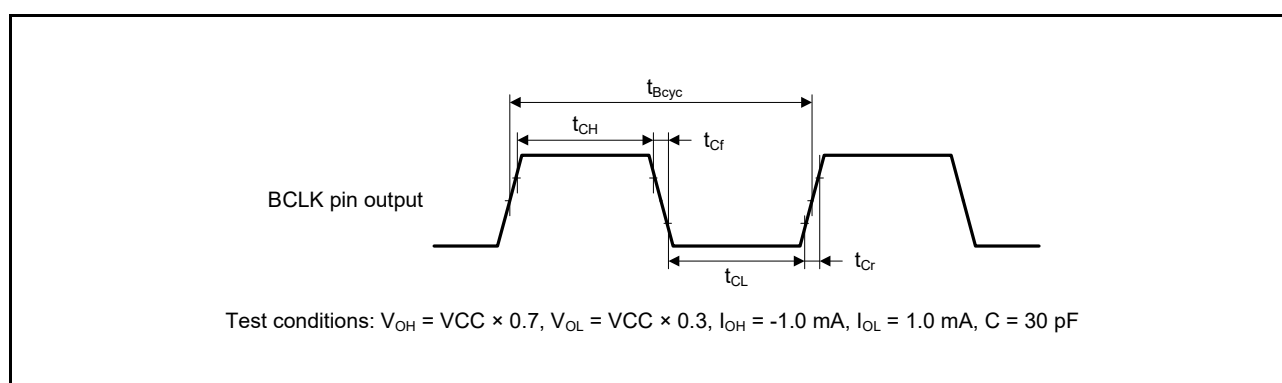 tBcyc
tCH
tCf
BCLK pin output
tCL
tCr
Test conditions: VOH = VCC × 0.7, VOL = VCC × 0.3, IOH = -1.0 mA, IOL = 1.0 mA, C = 30 pF